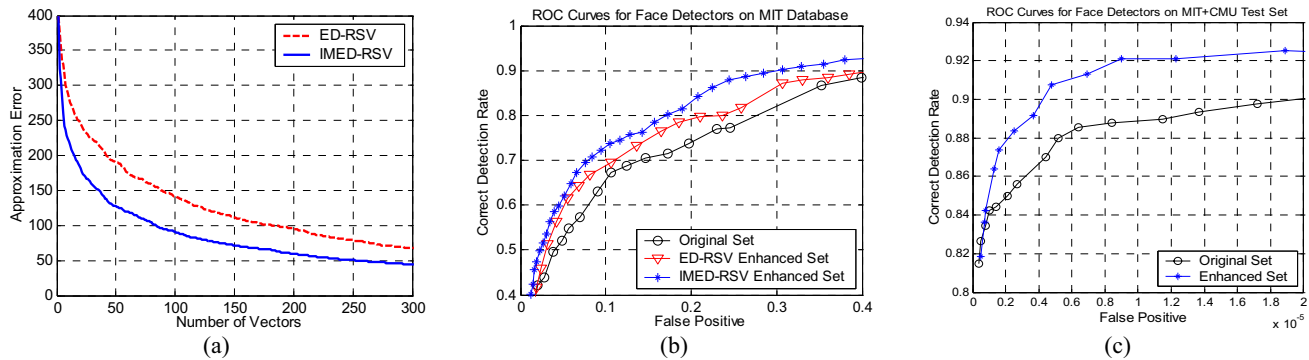 400
350
300
250
200
150
100
50
0
Approximation Error
ED-RSV
IMED-RSV
0 50 100 150 200 250 300
Number of Vectors
(a)
ROC Curves for Face Detectors on MIT Database
1
0.9
0.8
0.7
0.6
0.5
0.4
Correct Detection Rate
Original Set
ED-RSV Enhanced Set
IMED-RSV Enhanced Set
0 0.1 0.2 0.3 0.4
False Positive
(b)
ROC Curves for Face Detectors on MIT+CMU Test Set
0.94
0.92
0.9
0.88
0.86
0.84
0.82
0.8
Correct Detection Rate
Original Set
Enhanced Set
0 0.2 0.4 0.6 0.8 1 1.2 1.4 1.6 1.8 2
False Positive
x 10⁻⁵
(c)